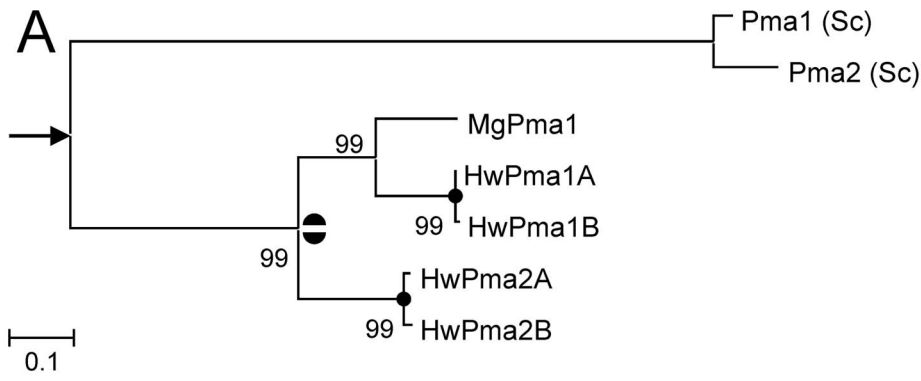 A
Pma1 (Sc)
Pma2 (Sc)
MgPma1
99
HwPma1A
99
HwPma1B
99
HwPma2A
99
HwPma2B
0.1